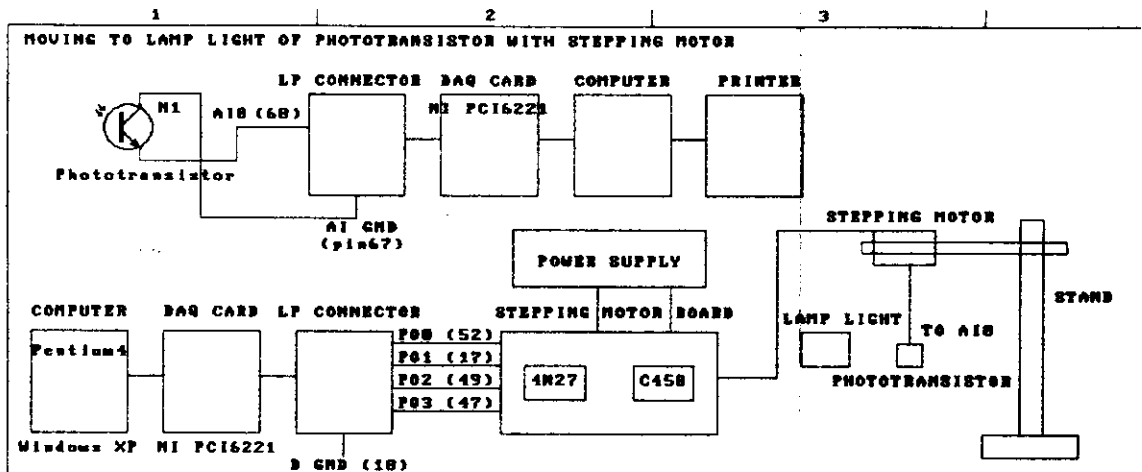 1 2 3
MOVING TO LAMP LIGHT OF PHOTOTRANSISTOR WITH STEPPING MOTOR
LP CONNECTOR DAQ CARD COMPUTER PRINTER
M1 AI8 (68) NI PCI6221
Phototransistor
AI GND
(pin67)
STEPPING MOTOR
POWER SUPPLY
COMPUTER DAQ CARD LP CONNECTOR STEPPING MOTOR BOARD STAND
LAMP LIGHT
P00 (52)
TO AI8
Pentium4
P01 (17)
P02 (49) 4N27 C458
PHOTOTRANSISTOR
P03 (47)
Windows XP NI PCI6221
D GND (18)